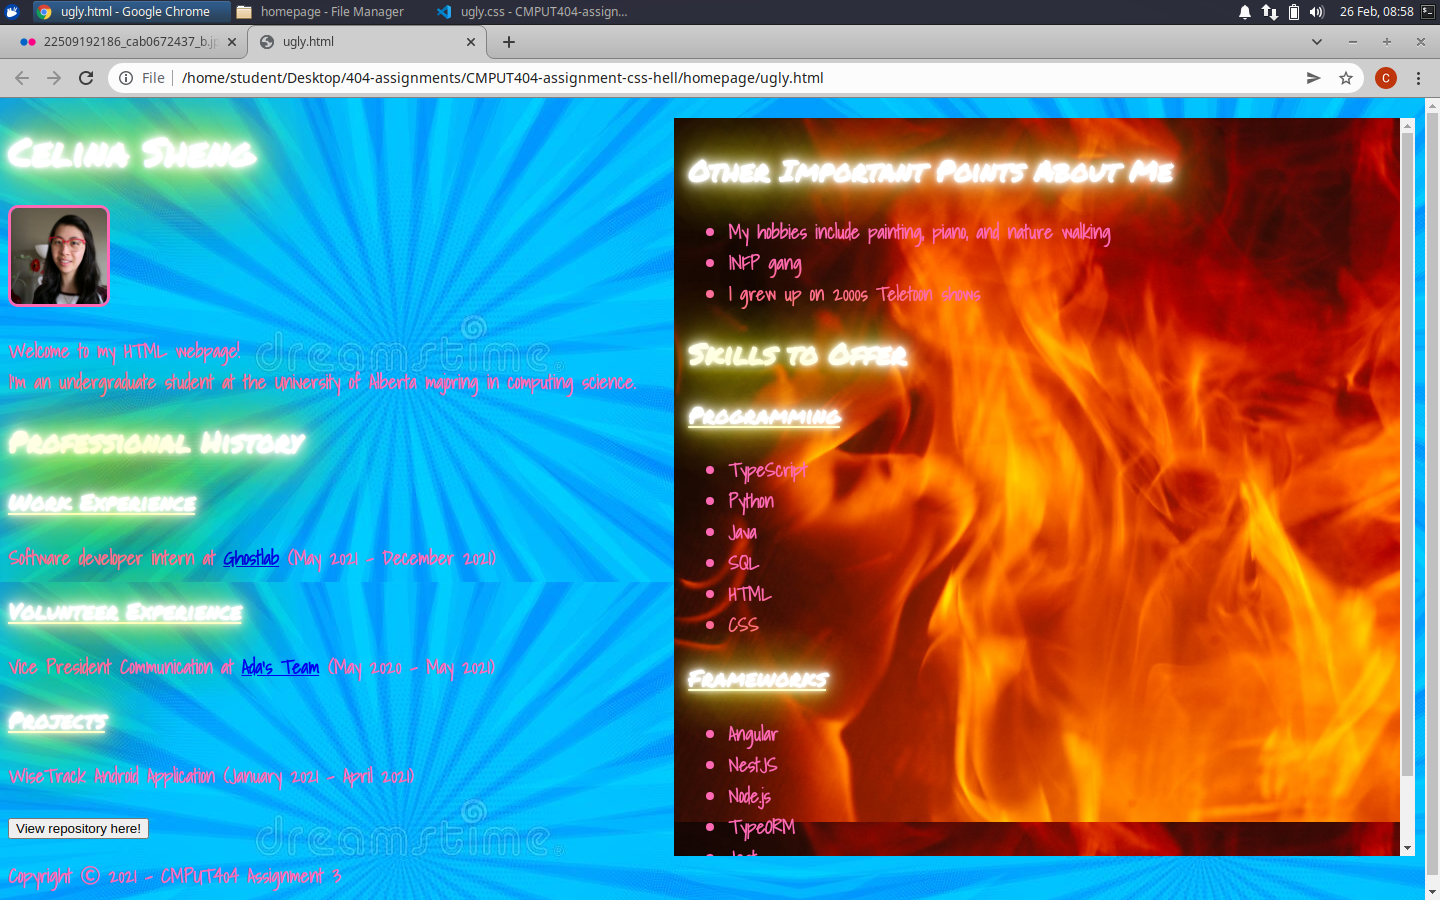 ugly.html - Google Chrome
homepage - File Manager
ugly.css - CMPUT404-assign...
26 Feb, 08:58
22509192186_cab0672437_b.jp
ugly.html
File
/home/student/Desktop/404-assignments/CMPUT404-assignment-css-hell/homepage/ugly.html
C
Celina Sheng
Welcome to my HTML webpage!
I'm an undergraduate student at the University of Alberta majoring in computing science.
dreamstime
Professional History
Work Experience
Software developer intern at Ghostlab (May 2021 - December 2021)
Volunteer Experience
Vice President Communication at Ada's Team (May 2020 - May 2021)
Projects
WiseTrack Android Application (January 2021 - April 2021)
View repository here!
dreamstime
Copyright © 2021 - CMPUT404 Assignment 3
Other Important Points About Me
My hobbies include painting, piano, and nature walking
INFP gang
I grew up on 2000s Teletoon shows
Skills to Offer
Programming
TypeScript
Python
Java
SQL
HTML
CSS
Frameworks
Angular
NestJS
Node.js
TypeORM